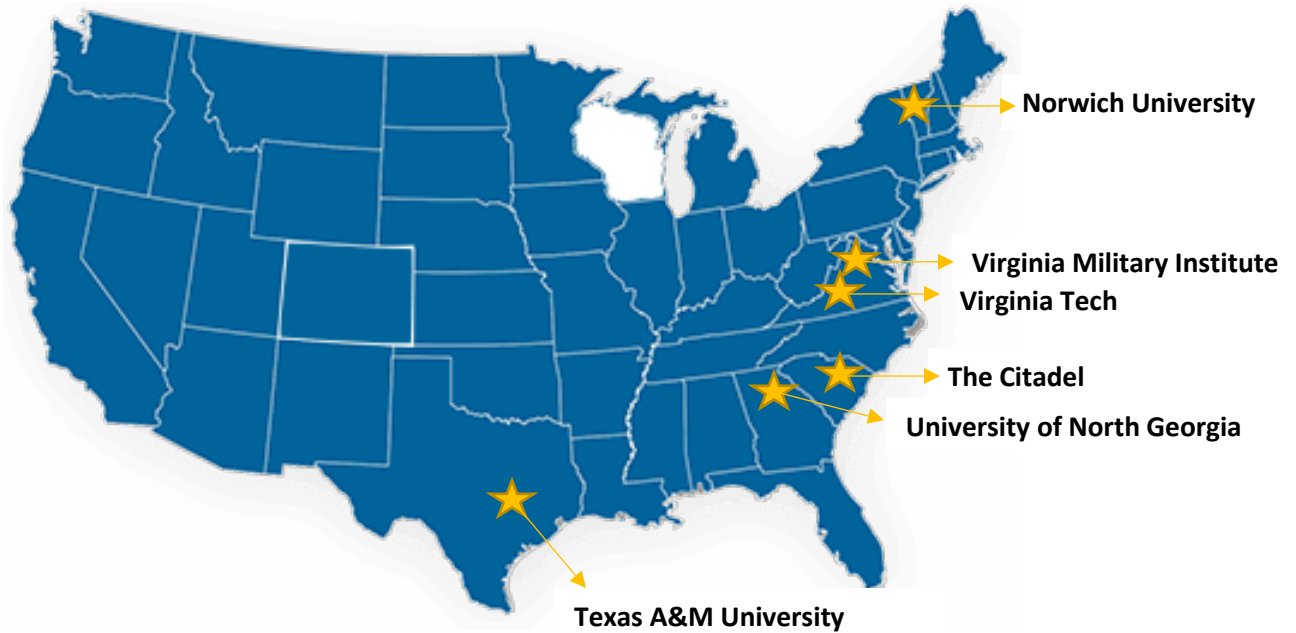 Norwich University
Virginia Military Institute
Virginia Tech
The Citadel
University of North Georgia
Texas A&M University